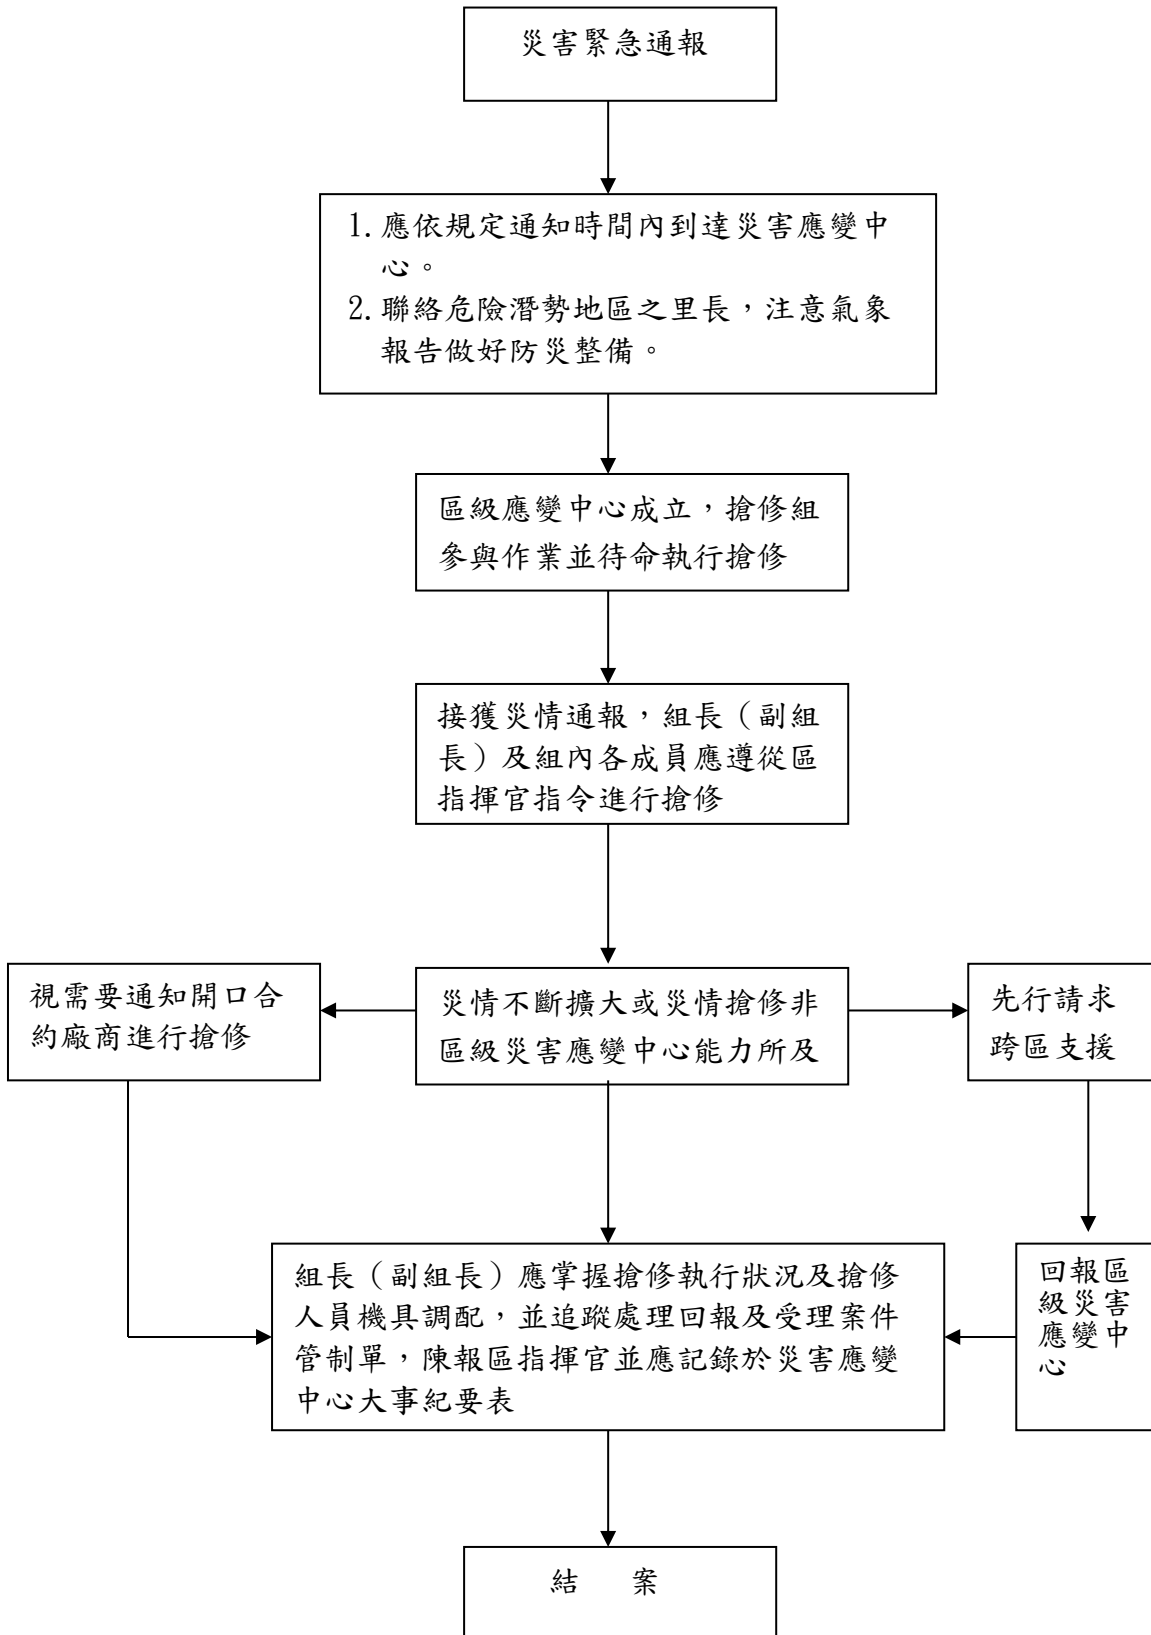 災害緊急通報
1. 應依規定通知時間內到達災害應變中
心。
2. 聯絡危險潛勢地區之里長，注意氣象
報告做好防災整備。
區級應變中心成立，搶修組
參與作業並待命執行搶修
接獲災情通報，組長（副組
長）及組內各成員應遵從區
指揮官指令進行搶修
視需要通知開口合
約廠商進行搶修
災情不斷擴大或災情搶修非
區級災害應變中心能力所及
先行請求
跨區支援
組長（副組長）應掌握搶修執行狀況及搶修
人員機具調配，並追蹤處理回報及受理案件
管制單，陳報區指揮官並應記錄於災害應變
中心大事紀要表
回報區
級災害
應變中
心
結　案